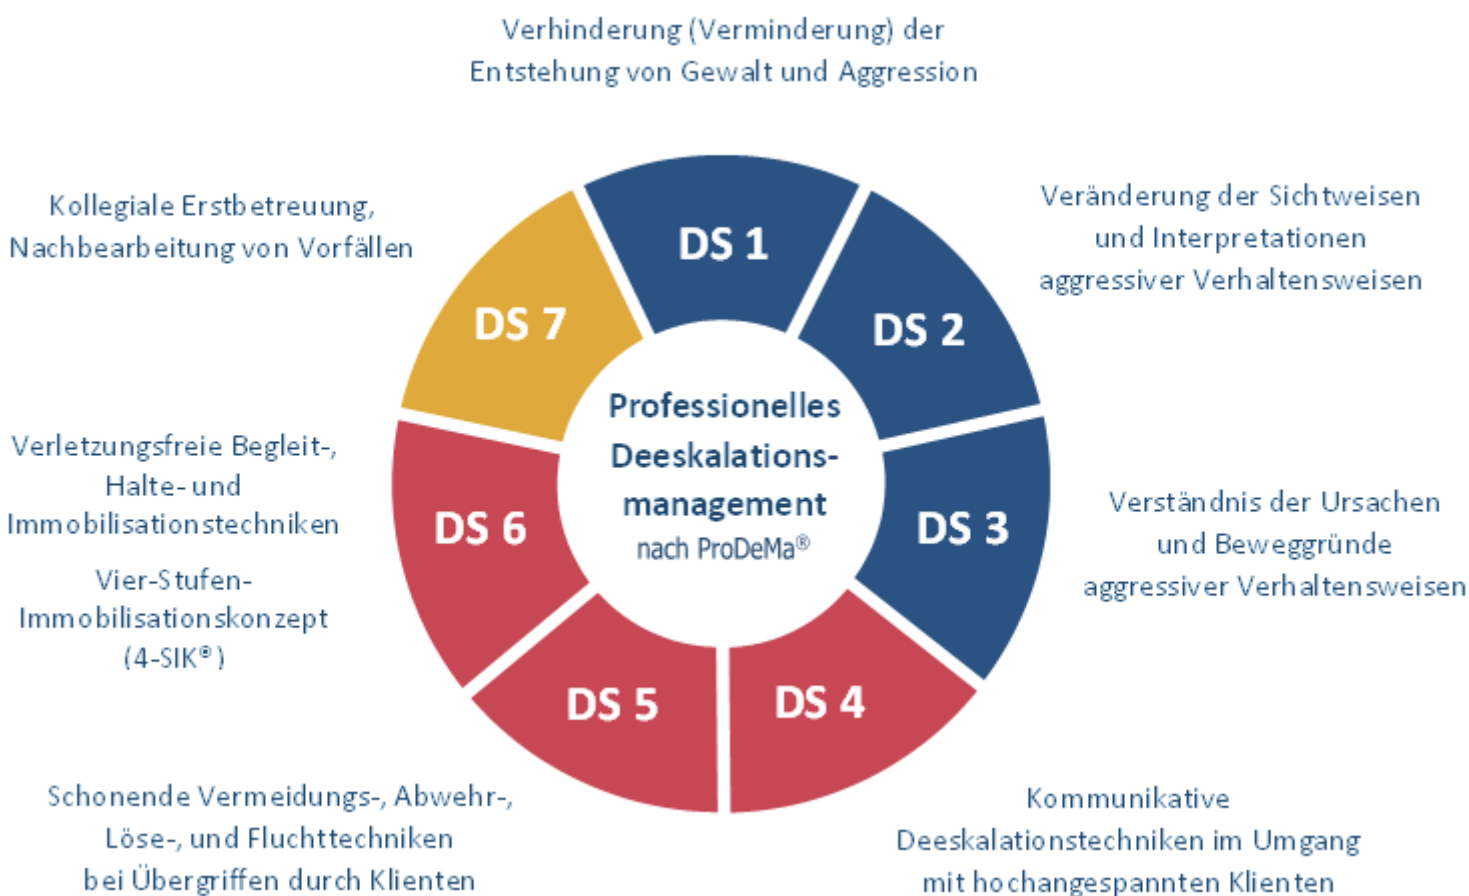 Verhinderung (Verminderung) der
Entstehung von Gewalt und Aggression
DS 1
Veränderung der Sichtweisen
und Interpretationen
aggressiver Verhaltensweisen
DS 2
Verständnis der Ursachen
und Beweggründe
aggressiver Verhaltensweisen
DS 3
Kommunikative
Deeskalationstechniken im Umgang
mit hochangespannten Klienten
DS 4
Schonende Vermeidungs-, Abwehr-,
Löse-, und Fluchttechniken
bei Übergriffen durch Klienten
DS 5
Verletzungsfreie Begleit-,
Halte- und
Immobilisationstechniken
Vier-Stufen-
Immobilisationskonzept
(4-SIK®)
DS 6
Kollegiale Erstbetreuung,
Nachbearbeitung von Vorfällen
DS 7
Professionelles
Deeskalations-
management
nach ProDeMa®